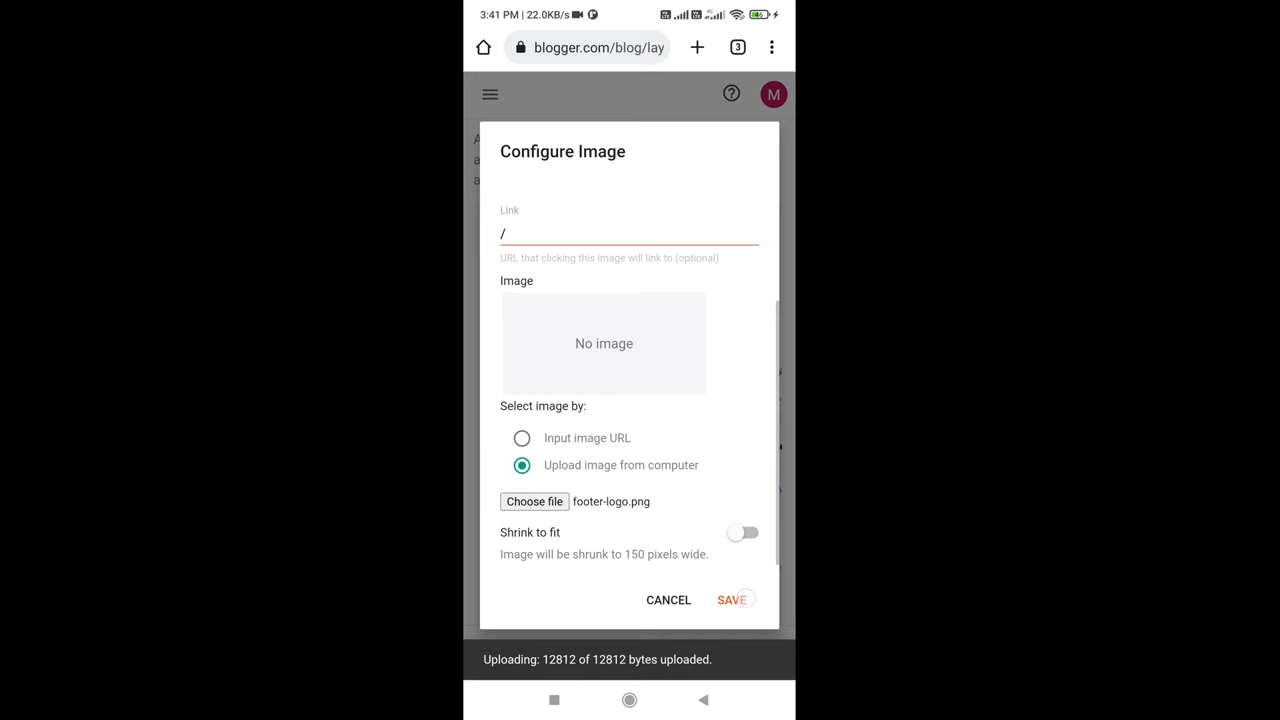 3:41 PM | 22.0KB/s
46
blogger.com/blog/lay
3
M
Configure Image
Link
/
URL that clicking this image will link to (optional)
Image
No image
Select image by:
Input image URL
Upload image from computer
Choose file footer-logo.png
Shrink to fit
Image will be shrunk to 150 pixels wide.
CANCEL SAVE
Uploading: 12812 of 12812 bytes uploaded.